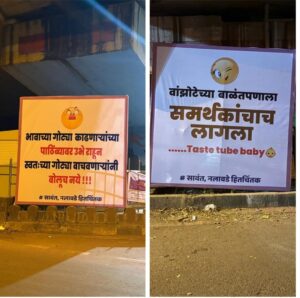 भावाच्या गोट्या काढणाऱ्यांच्या
पाठिंब्यावर उभे राहून
स्वतःच्या गोट्या वाचवणाऱ्यांनी
बोलूच नये !!!
# सावंत, नलावडे हितचिंतक
वांझोटेच्या बाळंतपणाला
समर्थकांचाच
लागला
......Taste tube baby
# सावंत, नलावडे हितचिंतक